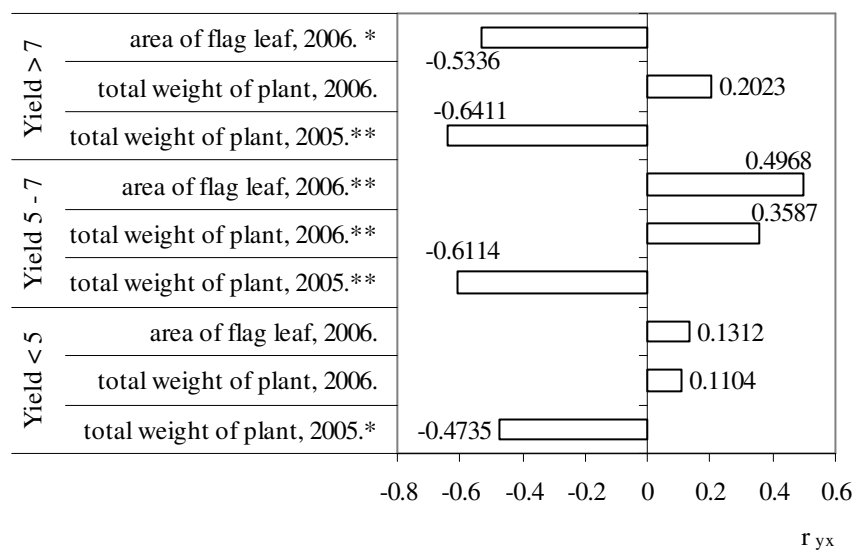 Yield > 7
area of flag leaf, 2006. *
-0.5336
total weight of plant, 2006.
0.2023
total weight of plant, 2005.**
-0.6411
Yield 5 - 7
area of flag leaf, 2006.**
0.4968
total weight of plant, 2006.**
0.3587
total weight of plant, 2005.**
-0.6114
Yield < 5
area of flag leaf, 2006.
0.1312
total weight of plant, 2006.
0.1104
total weight of plant, 2005.*
-0.4735
-0.8 -0.6 -0.4 -0.2 0 0.2 0.4 0.6
r yx